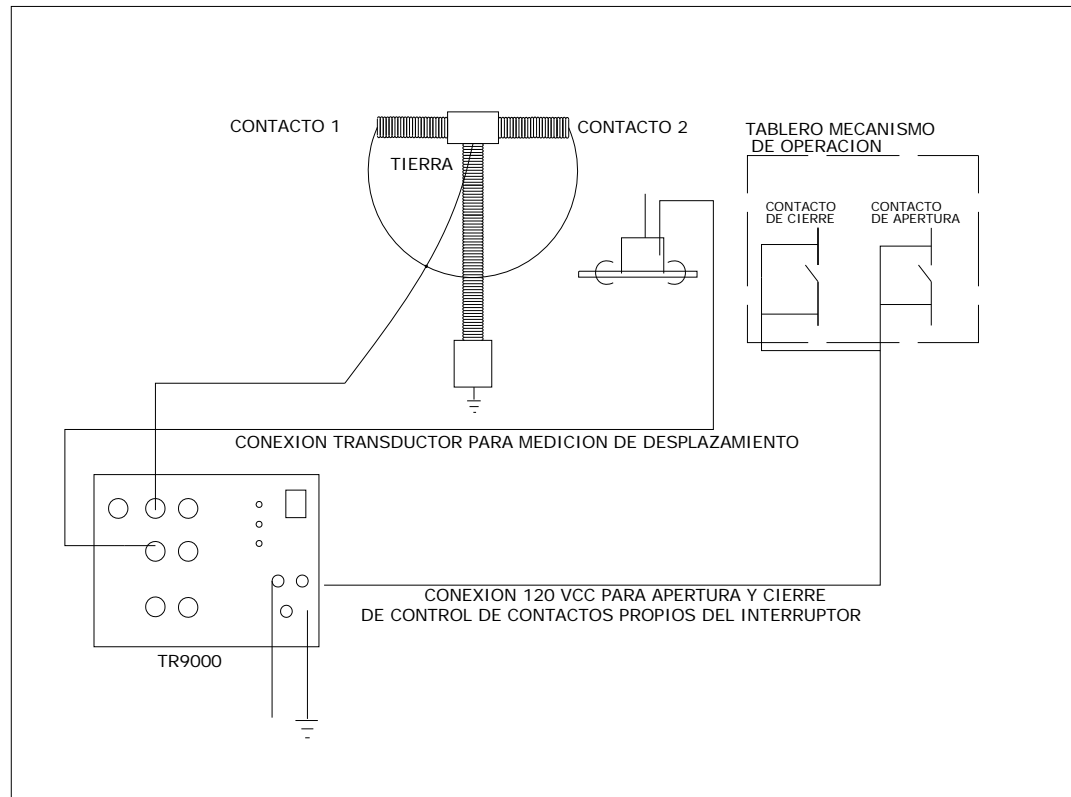 CONTACTO 1
CONTACTO 2
TIERRA
TABLERO MECANISMO
DE OPERACION
CONTACTO
DE CIERRE
CONTACTO
DE APERTURA
CONEXION TRANSDUCTOR PARA MEDICION DE DESPLAZAMIENTO
CONEXION 120 VCC PARA APERTURA Y CIERRE
DE CONTROL DE CONTACTOS PROPIOS DEL INTERRUPTOR
TR9000